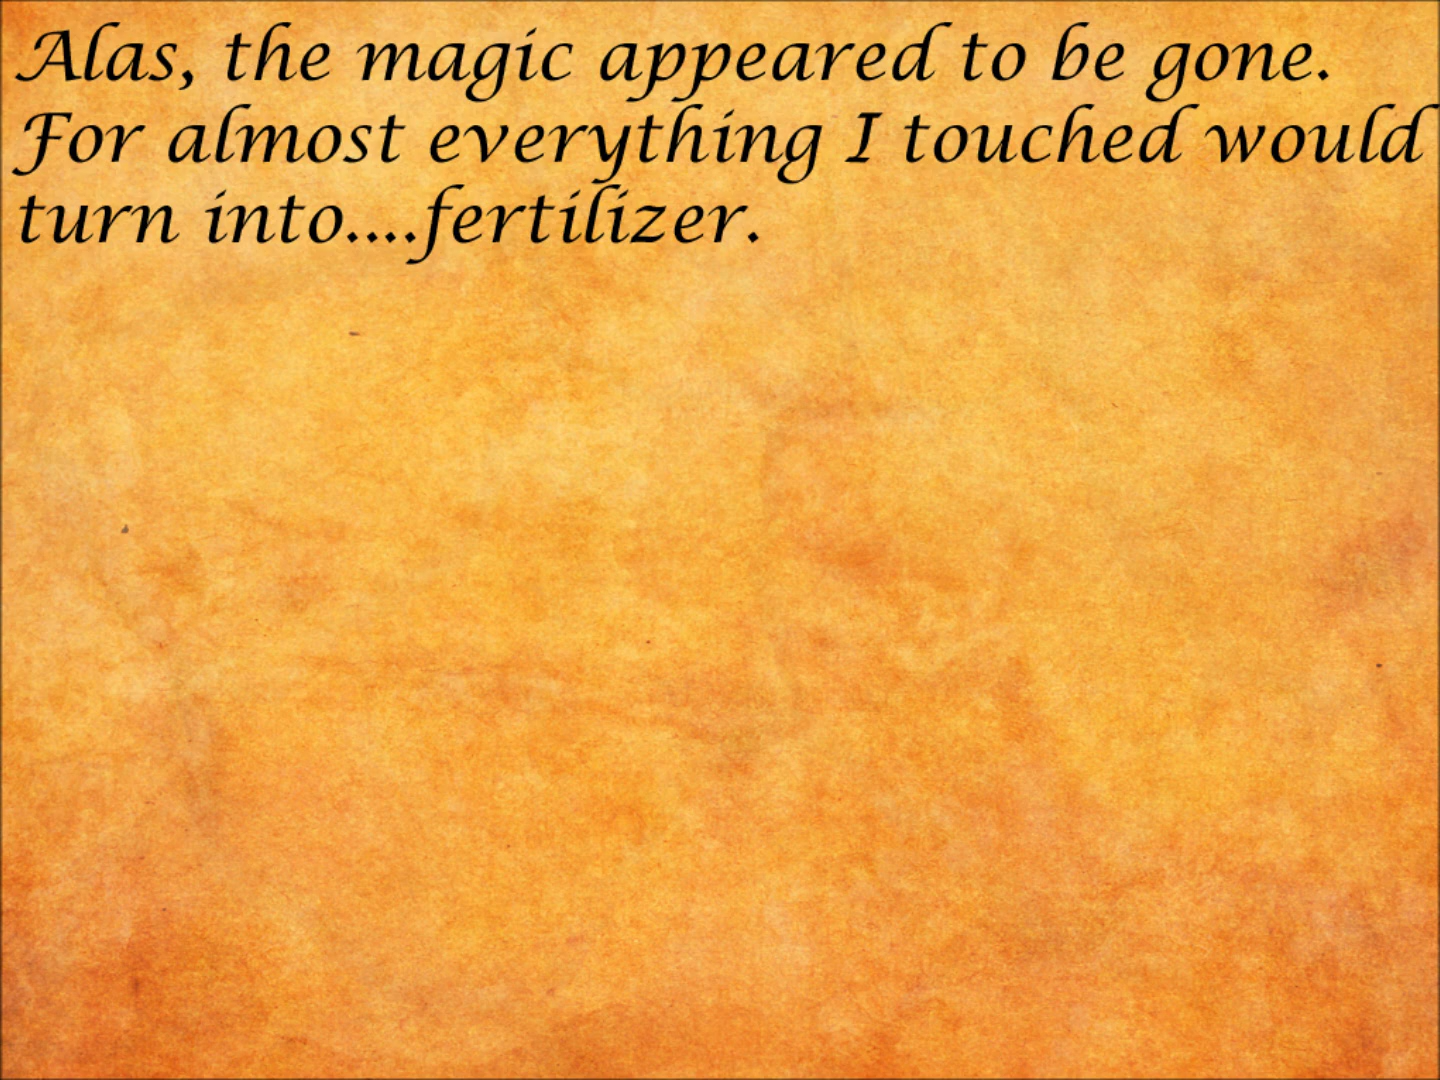 Alas, the magic appeared to be gone.
For almost everything I touched would
turn into....fertilizer.